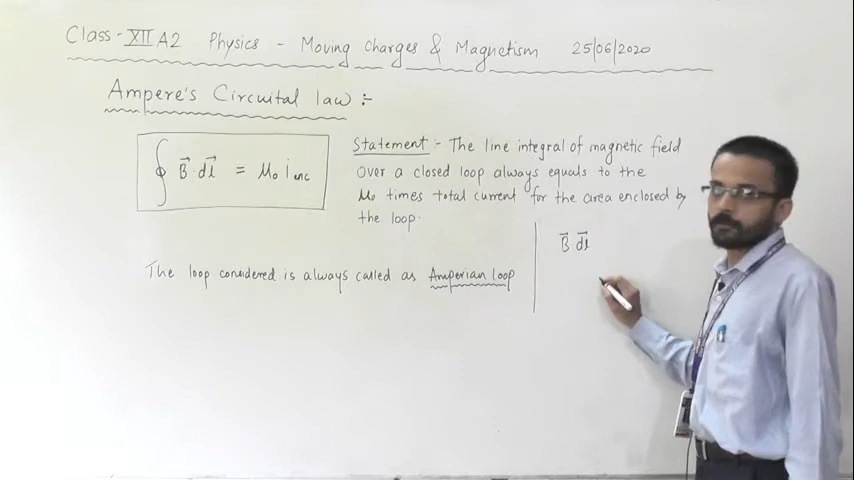 Class-XII A2 Physics - Moving Charges & Magnetism 25/06/2020
Ampere's Circuital law :-
∮ B⃗·dl⃗ = μ₀ i enc
Statement :- The line integral of magnetic field
over a closed loop always equals to the
μ₀ times total current for the area enclosed by
the loop.
B⃗·dl⃗
The loop considered is always called as Amperian loop